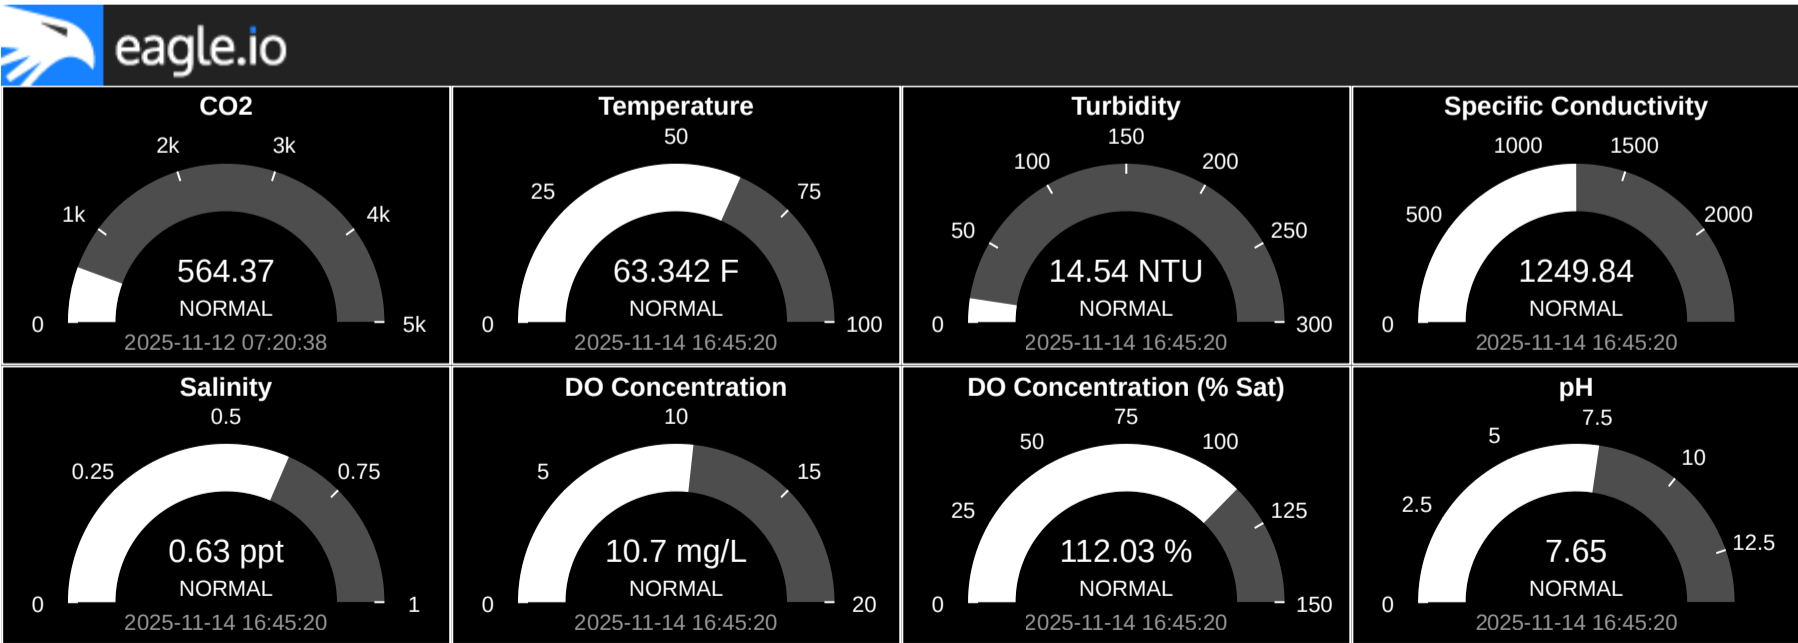 eagle.io
CO2
2k
3k
1k
4k
564.37
NORMAL
0
5k
2025-11-12 07:20:38
Temperature
50
25
75
63.342 F
NORMAL
0
100
2025-11-14 16:45:20
Turbidity
150
100
200
50
250
14.54 NTU
NORMAL
0
300
2025-11-14 16:45:20
Specific Conductivity
1000
1500
500
2000
1249.84
NORMAL
0
2025-11-14 16:45:20
Salinity
0.5
0.25
0.75
0.63 ppt
NORMAL
0
1
2025-11-14 16:45:20
DO Concentration
10
5
15
10.7 mg/L
NORMAL
0
20
2025-11-14 16:45:20
DO Concentration (% Sat)
75
50
100
25
125
112.03 %
NORMAL
0
150
2025-11-14 16:45:20
pH
7.5
5
10
2.5
12.5
7.65
NORMAL
0
2025-11-14 16:45:20